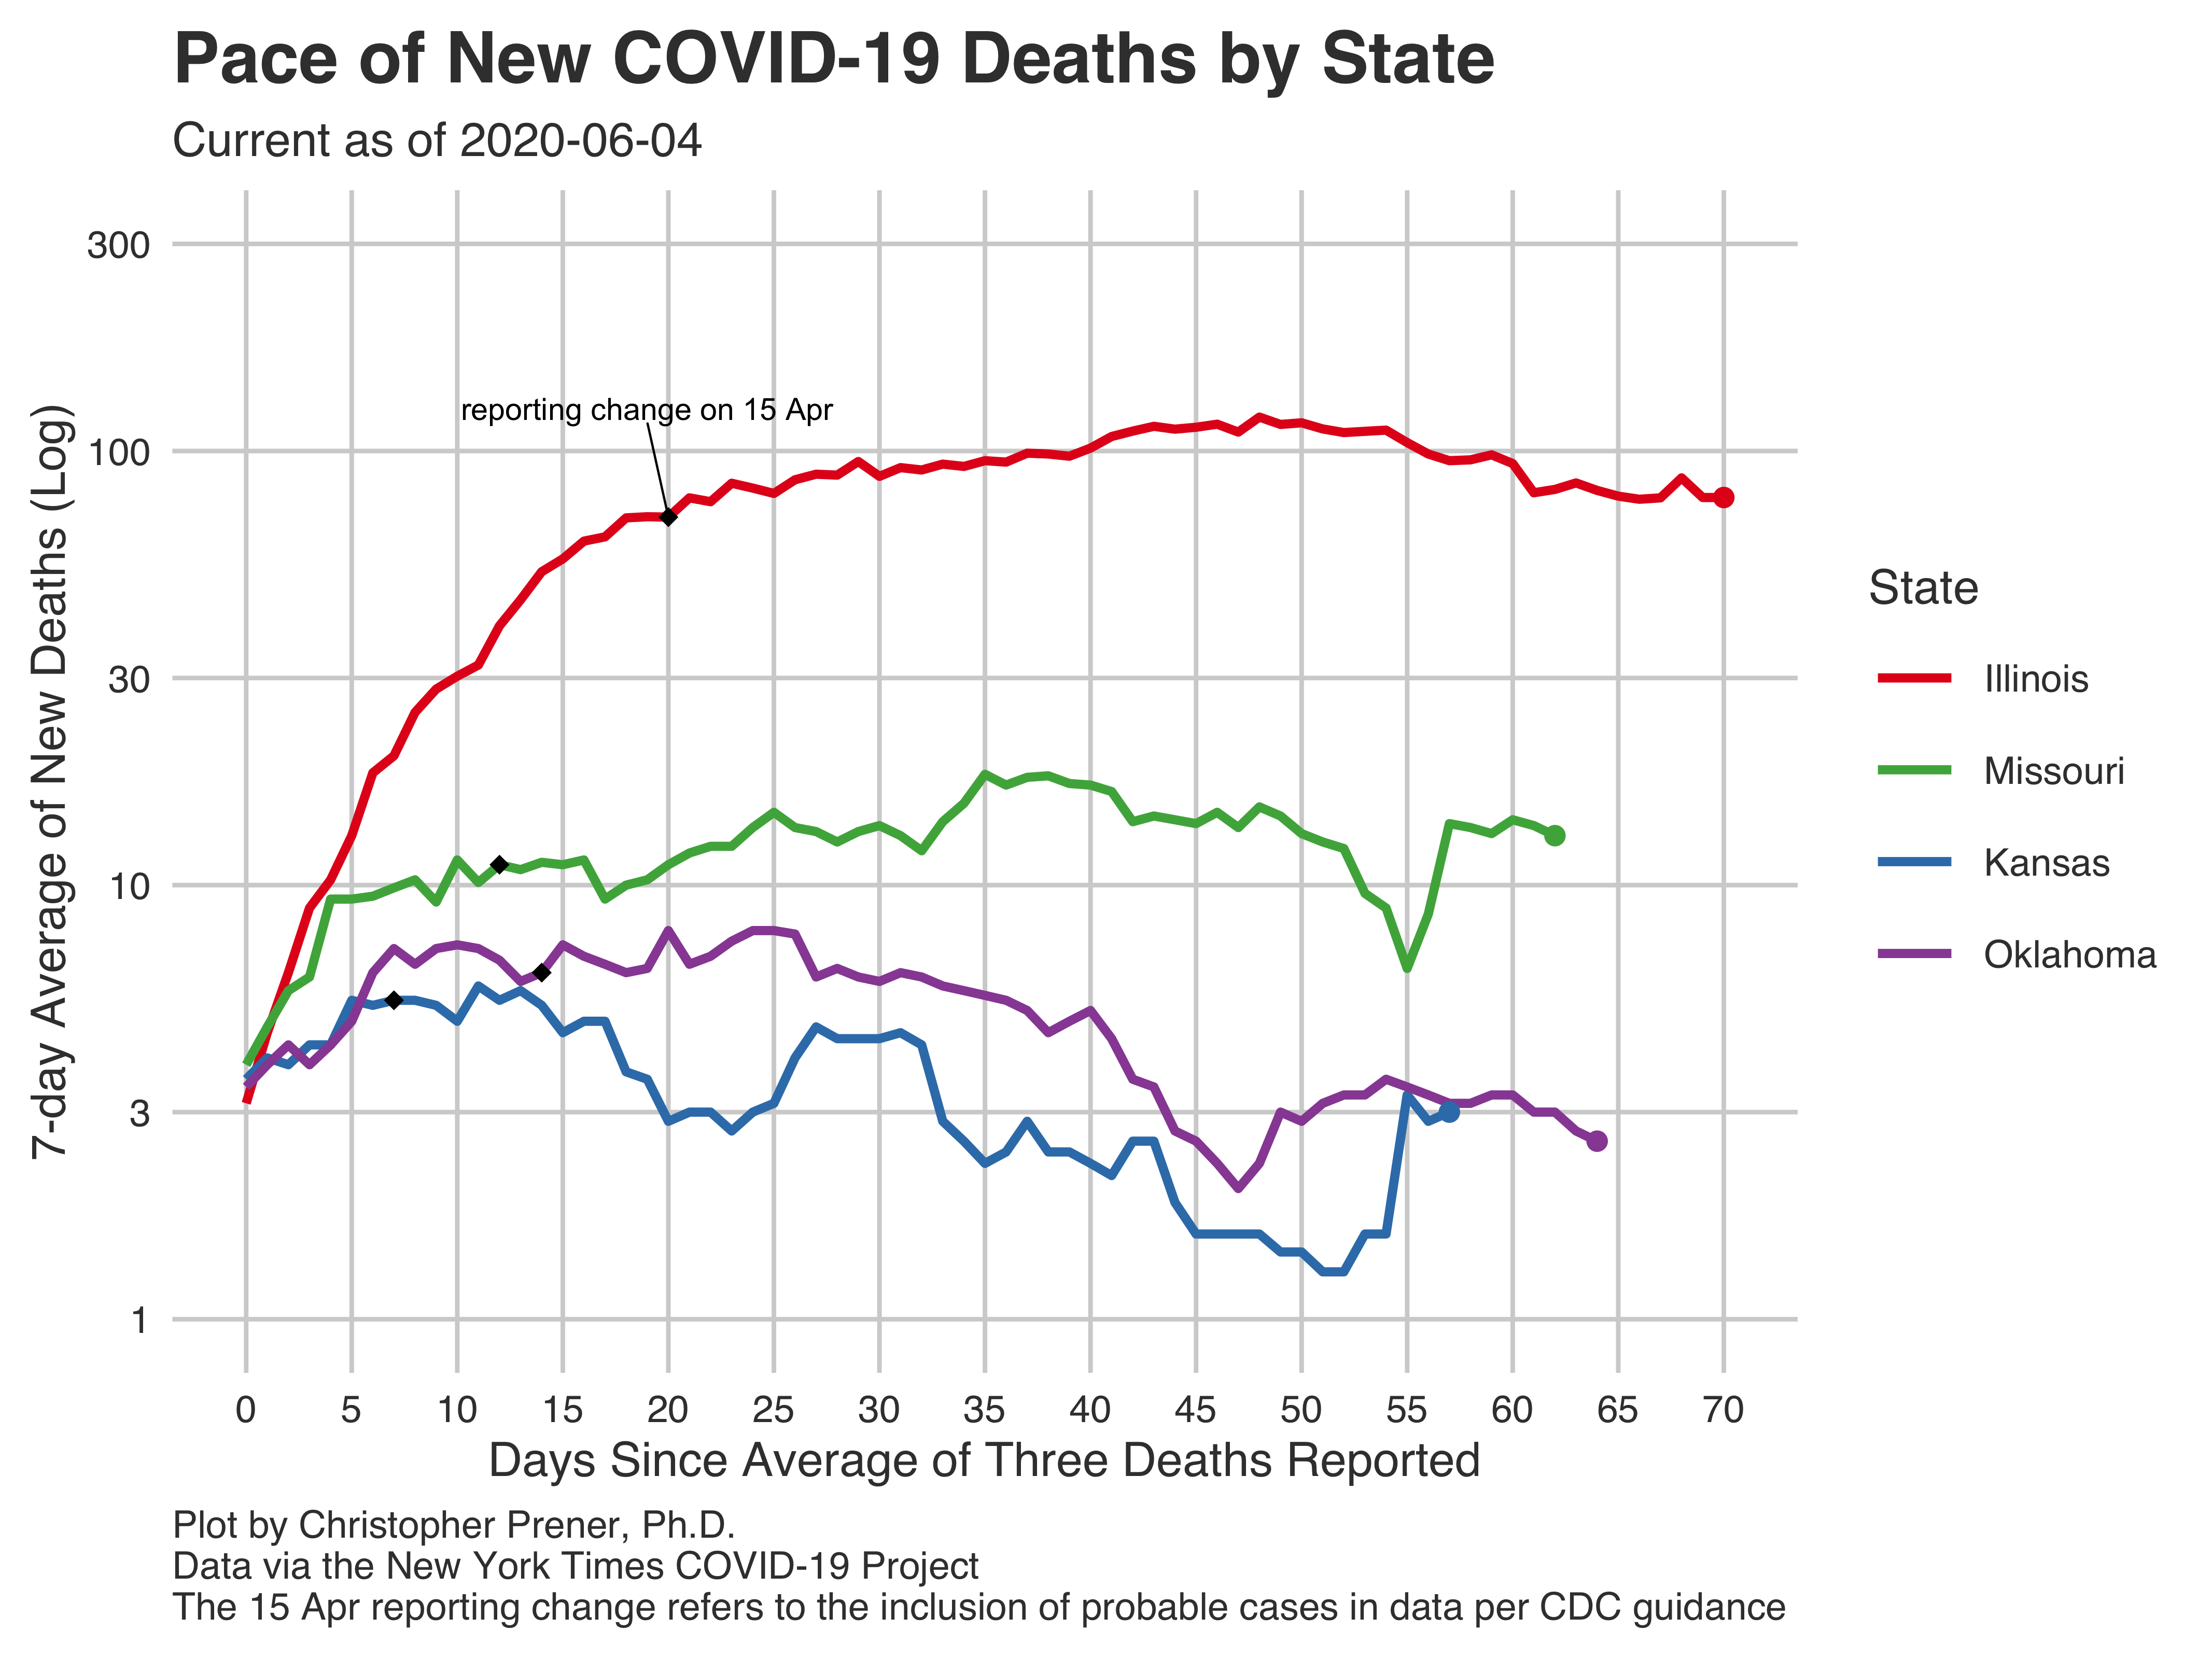 Pace of New COVID-19 Deaths by State
Current as of 2020-06-04
7-day Average of New Deaths (Log)
300
100
30
10
3
1
reporting change on 15 Apr
State
Illinois
Missouri
Kansas
Oklahoma
0 5 10 15 20 25 30 35 40 45 50 55 60 65 70
Days Since Average of Three Deaths Reported
Plot by Christopher Prener, Ph.D.
Data via the New York Times COVID-19 Project
The 15 Apr reporting change refers to the inclusion of probable cases in data per CDC guidance